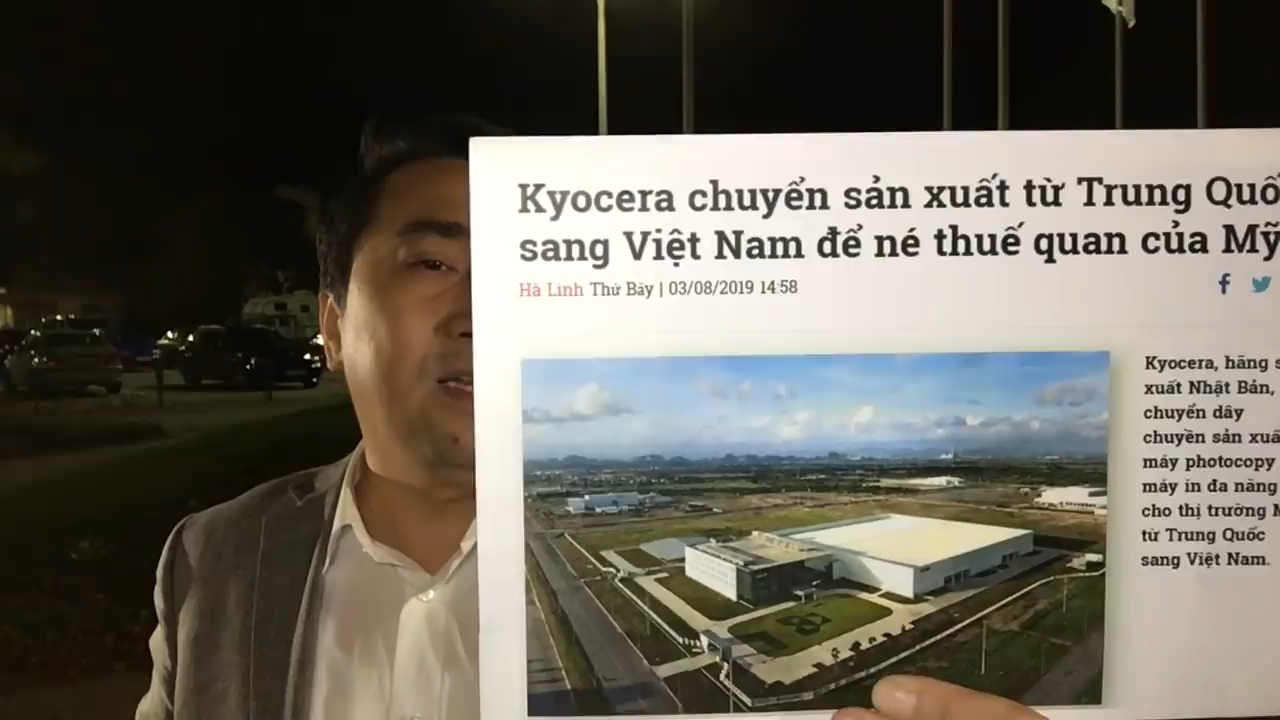 Kyocera chuyển sản xuất từ Trung Quố
sang Việt Nam để né thuế quan của Mỹ
Hà Linh Thứ Bảy | 03/08/2019 14:58
Kyocera, hãng s
xuất Nhật Bản,
chuyển dây
chuyền sản xuấ
máy photocopy
máy in đa năng
cho thị trường M
từ Trung Quốc
sang Việt Nam.